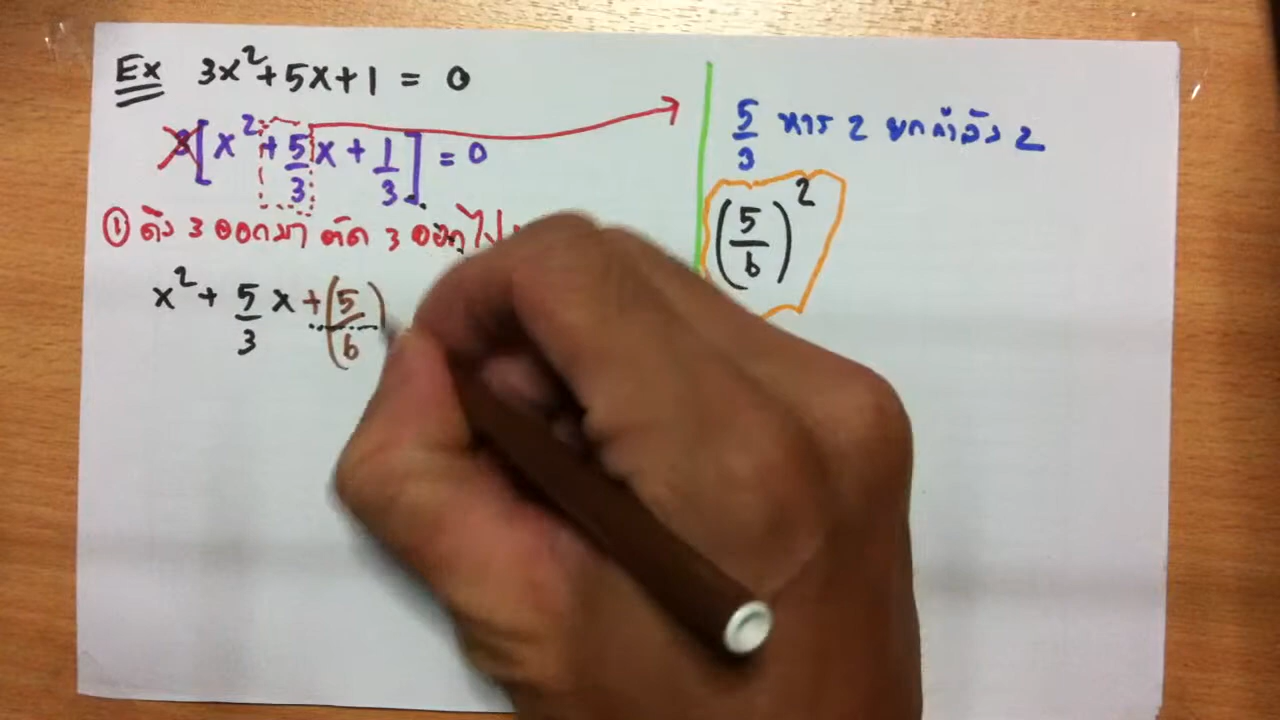 Ex 3x² + 5x + 1 = 0
3[x² + 5/3 x + 1/3] = 0
① ดึง 3 ออกมา ตัด 3 ออกไป
x² + 5/3 x + (5/6)
5/3 หาร 2 ยกกำลัง 2
(5/6)²